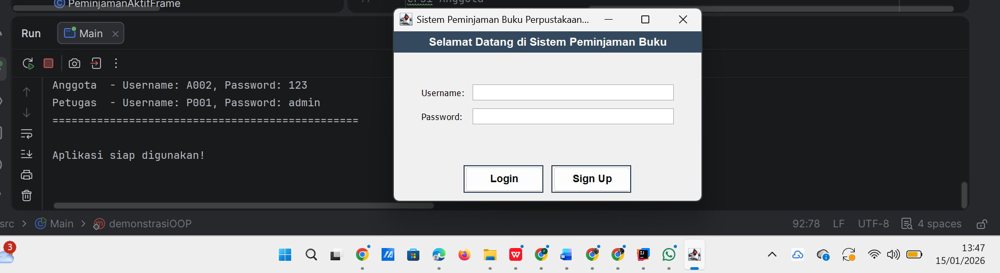 PeminjamanAktifFrame
Anggota
Sistem Peminjaman Buku Perpustakaan...
Run
Main
Selamat Datang di Sistem Peminjaman Buku
Anggota  - Username: A002, Password: 123
Petugas  - Username: P001, Password: admin
================================================
Aplikasi siap digunakan!
Username:
Password:
Login
Sign Up
src > Main > demonstrasiOOP
92:78 LF UTF-8 4 spaces
3
13:47
15/01/2026